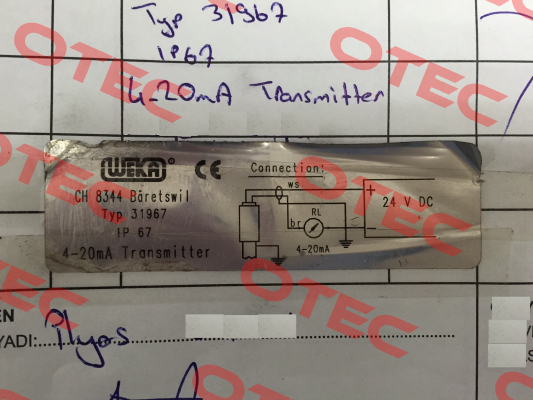 Typ 31967
IP67
4-20mA Transmitter
WEKA CE
CH 8344 Bäretswil
Typ 31967
IP 67
4-20mA Transmitter
Connection:
ws
+
24 V DC
RL
br
-
4-20mA
EN
YADI:
OTEC
OTEC
OTEC
OTEC
OTEC
OTEC
OTEC